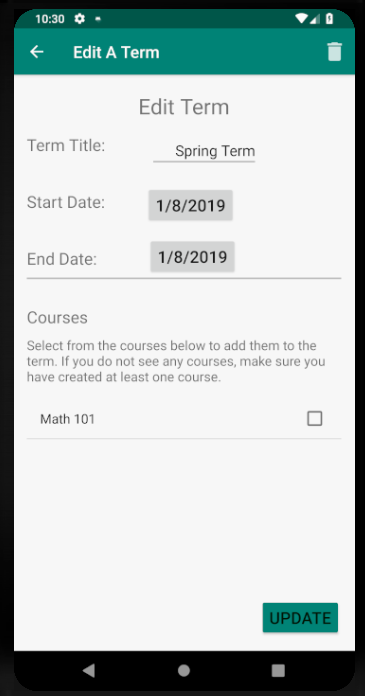 10:30
Edit A Term
Edit Term
Term Title: Spring Term
Start Date: 1/8/2019
End Date: 1/8/2019
Courses
Select from the courses below to add them to the
term. If you do not see any courses, make sure you
have created at least one course.
Math 101
UPDATE